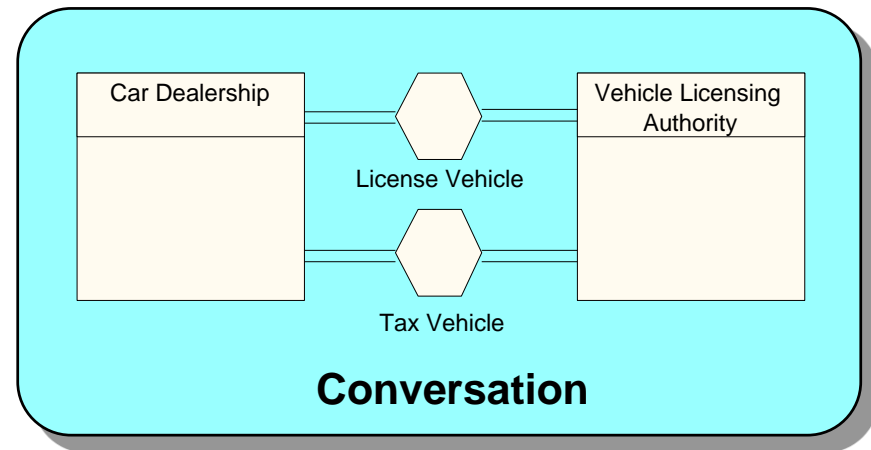 Car Dealership
Vehicle Licensing
Authority
License Vehicle
Tax Vehicle
Conversation